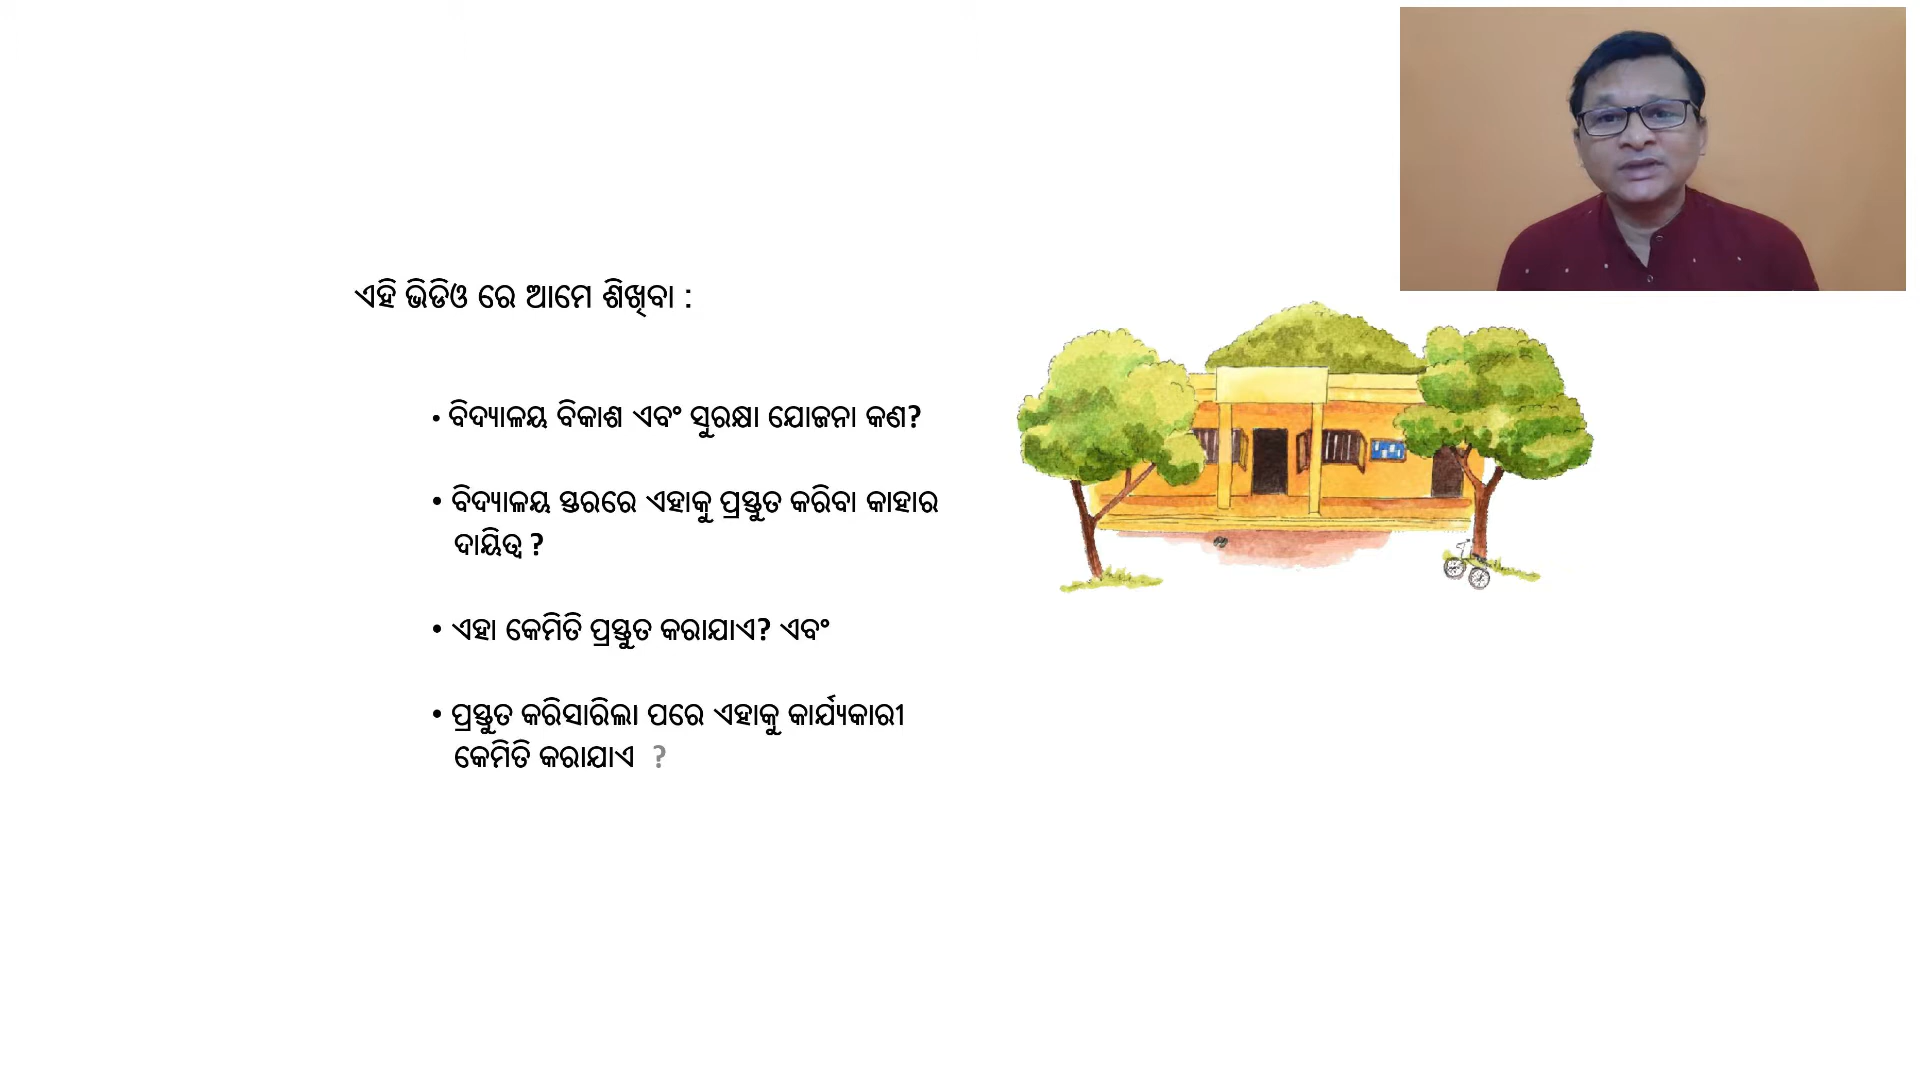 ଏହି ଭିଡିଓ ରେ ଆମେ ଶିଖିବା :
• ବିଦ୍ୟାଳୟ ବିକାଶ ଏବଂ ସୁରକ୍ଷା ଯୋଜନା କଣ?
• ବିଦ୍ୟାଳୟ ସ୍ତରରେ ଏହାକୁ ପ୍ରସ୍ତୁତ କରିବା କାହାର
ଦାୟିତ୍ୱ ?
• ଏହା କେମିତି ପ୍ରସ୍ତୁତ କରାଯାଏ? ଏବଂ
• ପ୍ରସ୍ତୁତ କରିସାରିଲା ପରେ ଏହାକୁ କାର୍ଯ୍ୟକାରୀ
କେମିତି କରାଯାଏ ?